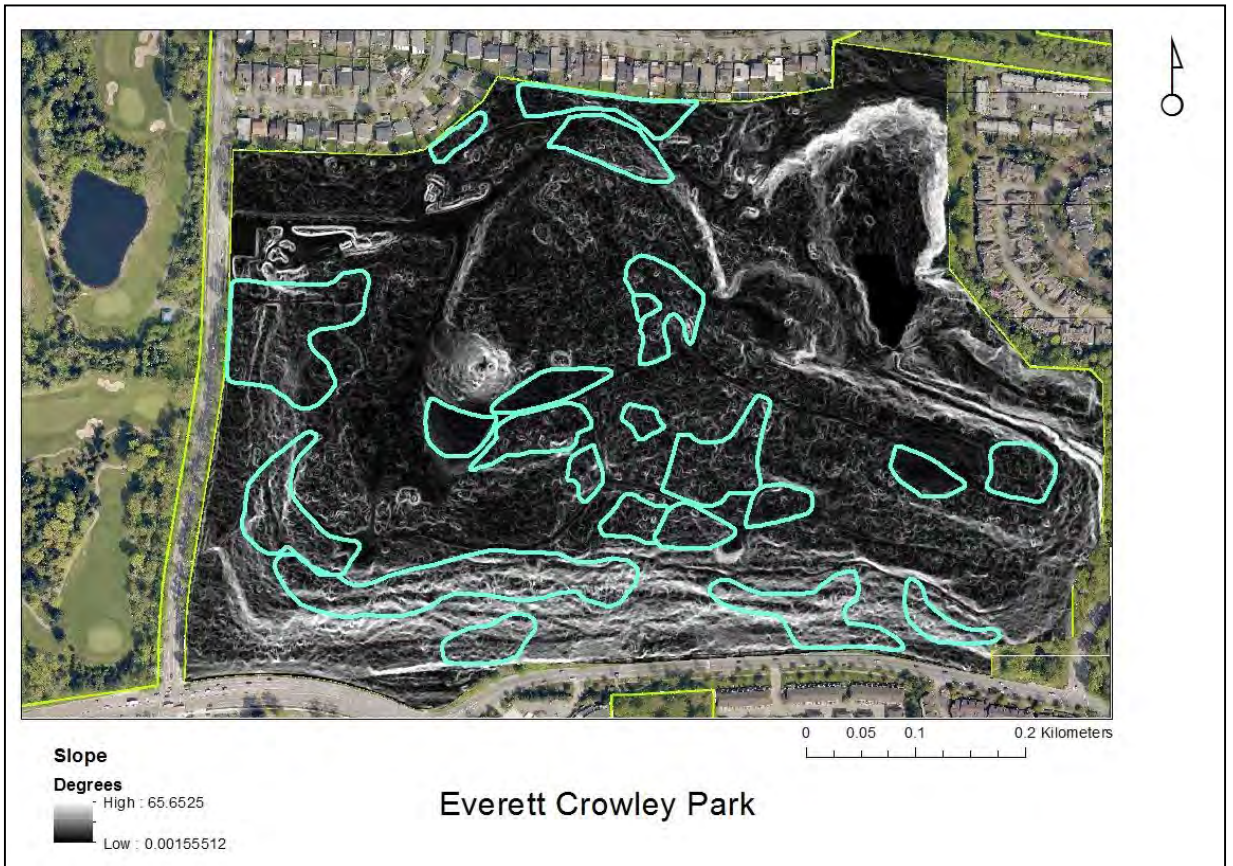 0 0.05 0.1 0.2 Kilometers
Slope
Degrees
High : 65.6525
Low : 0.00155512
Everett Crowley Park